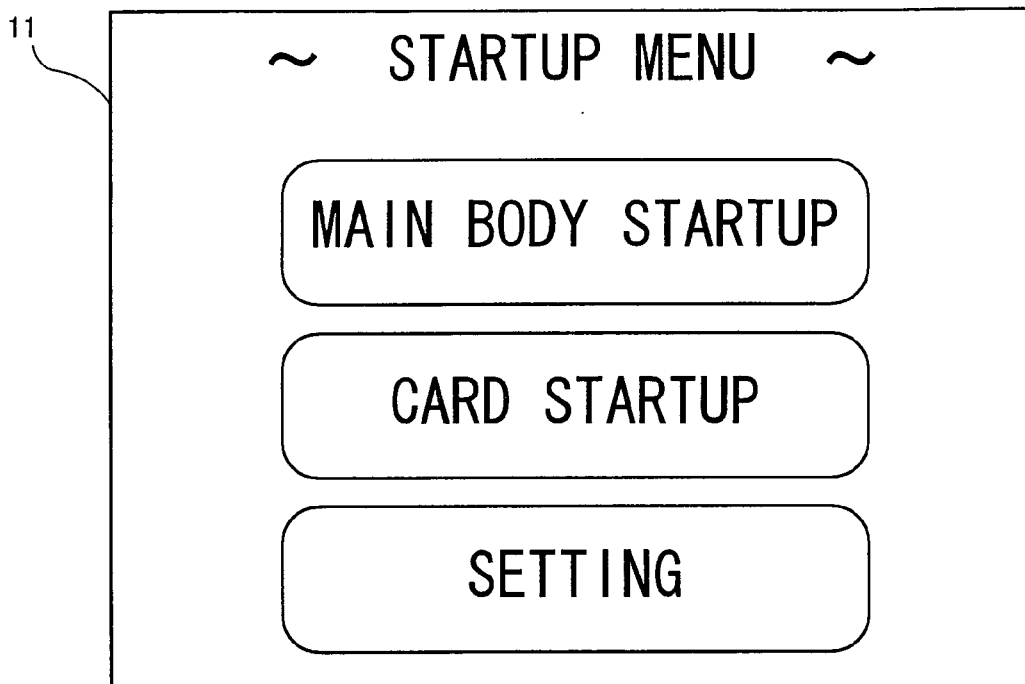 11
~ STARTUP MENU ~
MAIN BODY STARTUP
CARD STARTUP
SETTING